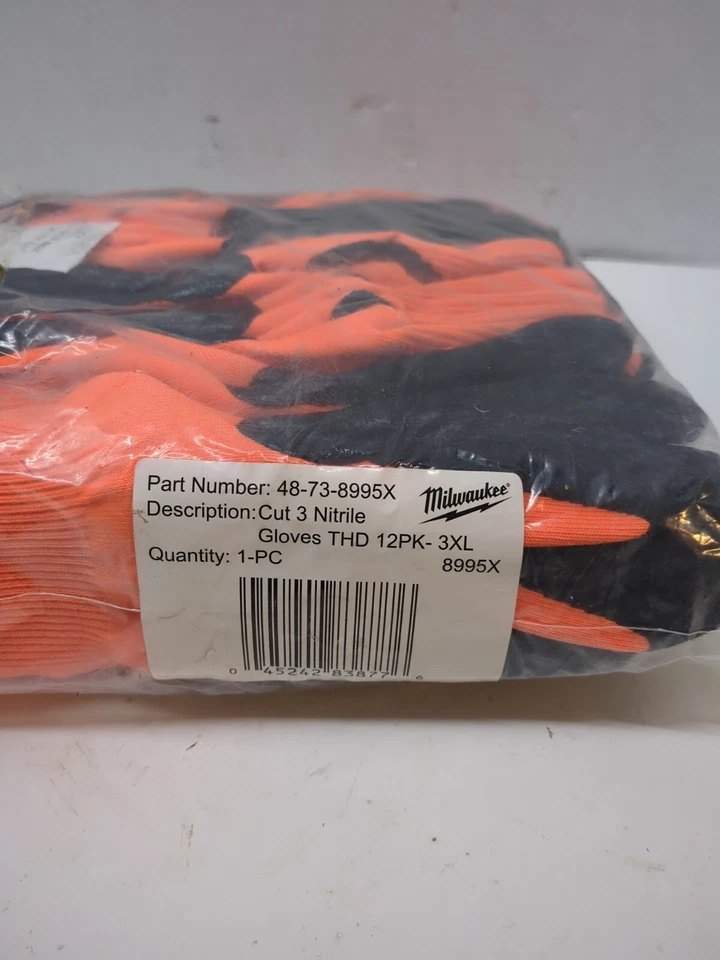 Part Number: 48-73-8995X
Milwaukee®
Description: Cut 3 Nitrile
Gloves THD 12PK- 3XL
Quantity: 1-PC
8995X
0 45242 83877 6